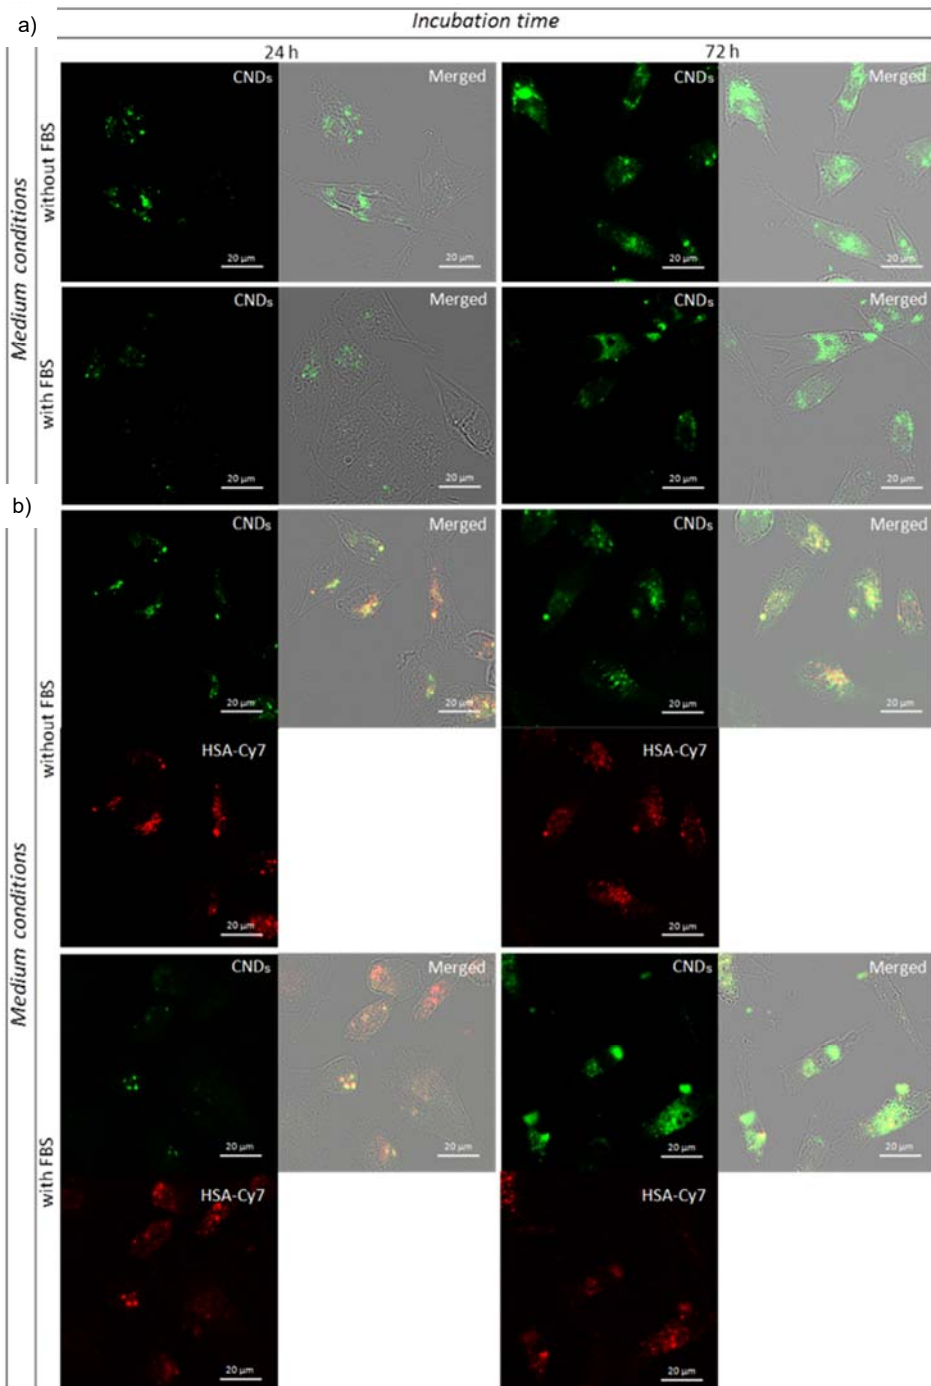 a)
Incubation time
24 h
72 h
Medium conditions
without FBS
CNDs
20 µm
Merged
20 µm
CNDs
20 µm
Merged
20 µm
with FBS
CNDs
20 µm
Merged
20 µm
CNDs
20 µm
Merged
20 µm
b)
Medium conditions
without FBS
CNDs
20 µm
Merged
20 µm
CNDs
20 µm
Merged
20 µm
HSA-Cy7
20 µm
HSA-Cy7
20 µm
with FBS
CNDs
20 µm
Merged
20 µm
CNDs
20 µm
Merged
20 µm
HSA-Cy7
20 µm
HSA-Cy7
20 µm